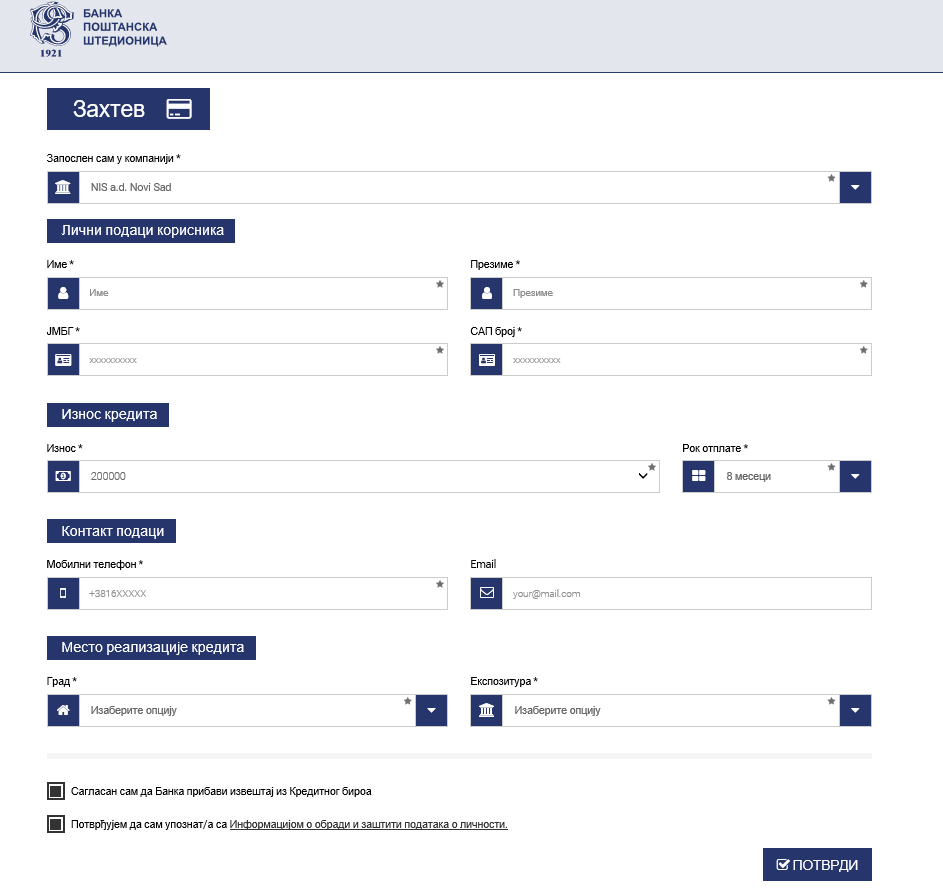 БАНКА
ПОШТАНСКА
ШТЕДИОНИЦА
1921
Захтев
Запослен сам у компанији *
NIS a.d. Novi Sad
Лични подаци корисника
Име * Презиме *
Име Презиме
ЈМБГ * САП број *
xxxxxxxxxx xxxxxxxxxx
Износ кредита
Износ * Рок отплате *
200000 8 месеци
Контакт подаци
Мобилни телефон * Email
+3816XXXXX your@mail.com
Место реализације кредита
Град * Експозитура *
Изаберите опцију Изаберите опцију
Сагласан сам да Банка прибави извештај из Кредитног бироа
Потврђујем да сам упознат/а са Информацијом о обради и заштити података о личности.
ПОТВРДИ